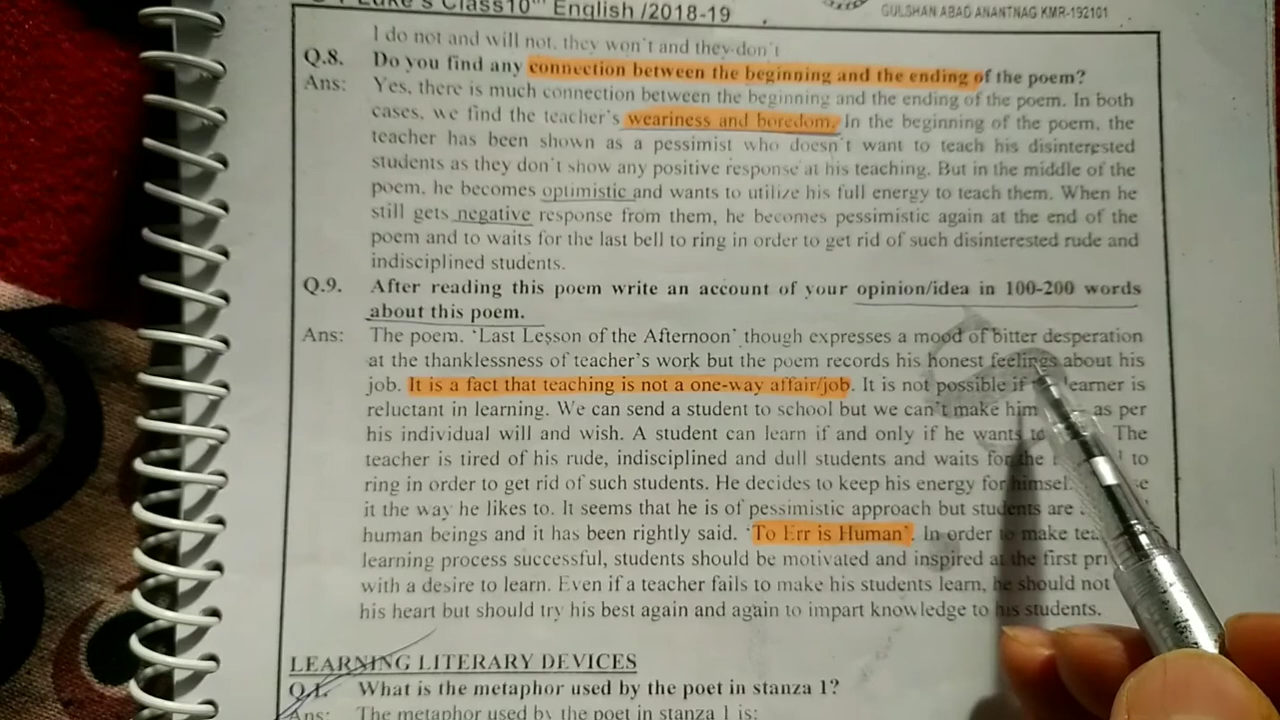 Luke's Class10th English /2018-19
GULSHAN ABAD ANANTNAG KMR-192101
I do not and will not, they won't and they-don't
Q.8. Do you find any connection between the beginning and the ending of the poem?
Ans: Yes, there is much connection between the beginning and the ending of the poem. In both
cases, we find the teacher's weariness and boredom. In the beginning of the poem, the
teacher has been shown as a pessimist who doesn't want to teach his disinterested
students as they don't show any positive response at his teaching. But in the middle of the
poem, he becomes optimistic and wants to utilize his full energy to teach them. When he
still gets negative response from them, he becomes pessimistic again at the end of the
poem and to waits for the last bell to ring in order to get rid of such disinterested rude and
indisciplined students.
Q.9. After reading this poem write an account of your opinion/idea in 100-200 words
about this poem.
Ans: The poem. 'Last Lesson of the Afternoon' though expresses a mood of bitter desperation
at the thanklessness of teacher's work but the poem records his honest feelings about his
job. It is a fact that teaching is not a one-way affair/job. It is not possible if learner is
reluctant in learning. We can send a student to school but we can't make him as per
his individual will and wish. A student can learn if and only if he wants to The
teacher is tired of his rude, indisciplined and dull students and waits for the to
ring in order to get rid of such students. He decides to keep his energy for
it the way he likes to. It seems that he is of pessimistic approach but students are
human beings and it has been rightly said. 'To Err is Human'. In order to make
learning process successful, students should be motivated and inspired at the first
with a desire to learn. Even if a teacher fails to make his students learn, he should not
his heart but should try his best again and again to impart knowledge to his students.
LEARNING LITERARY DEVICES
Q.1. What is the metaphor used by the poet in stanza 1?
Ans: The metaphor used by the poet in stanza 1 is: